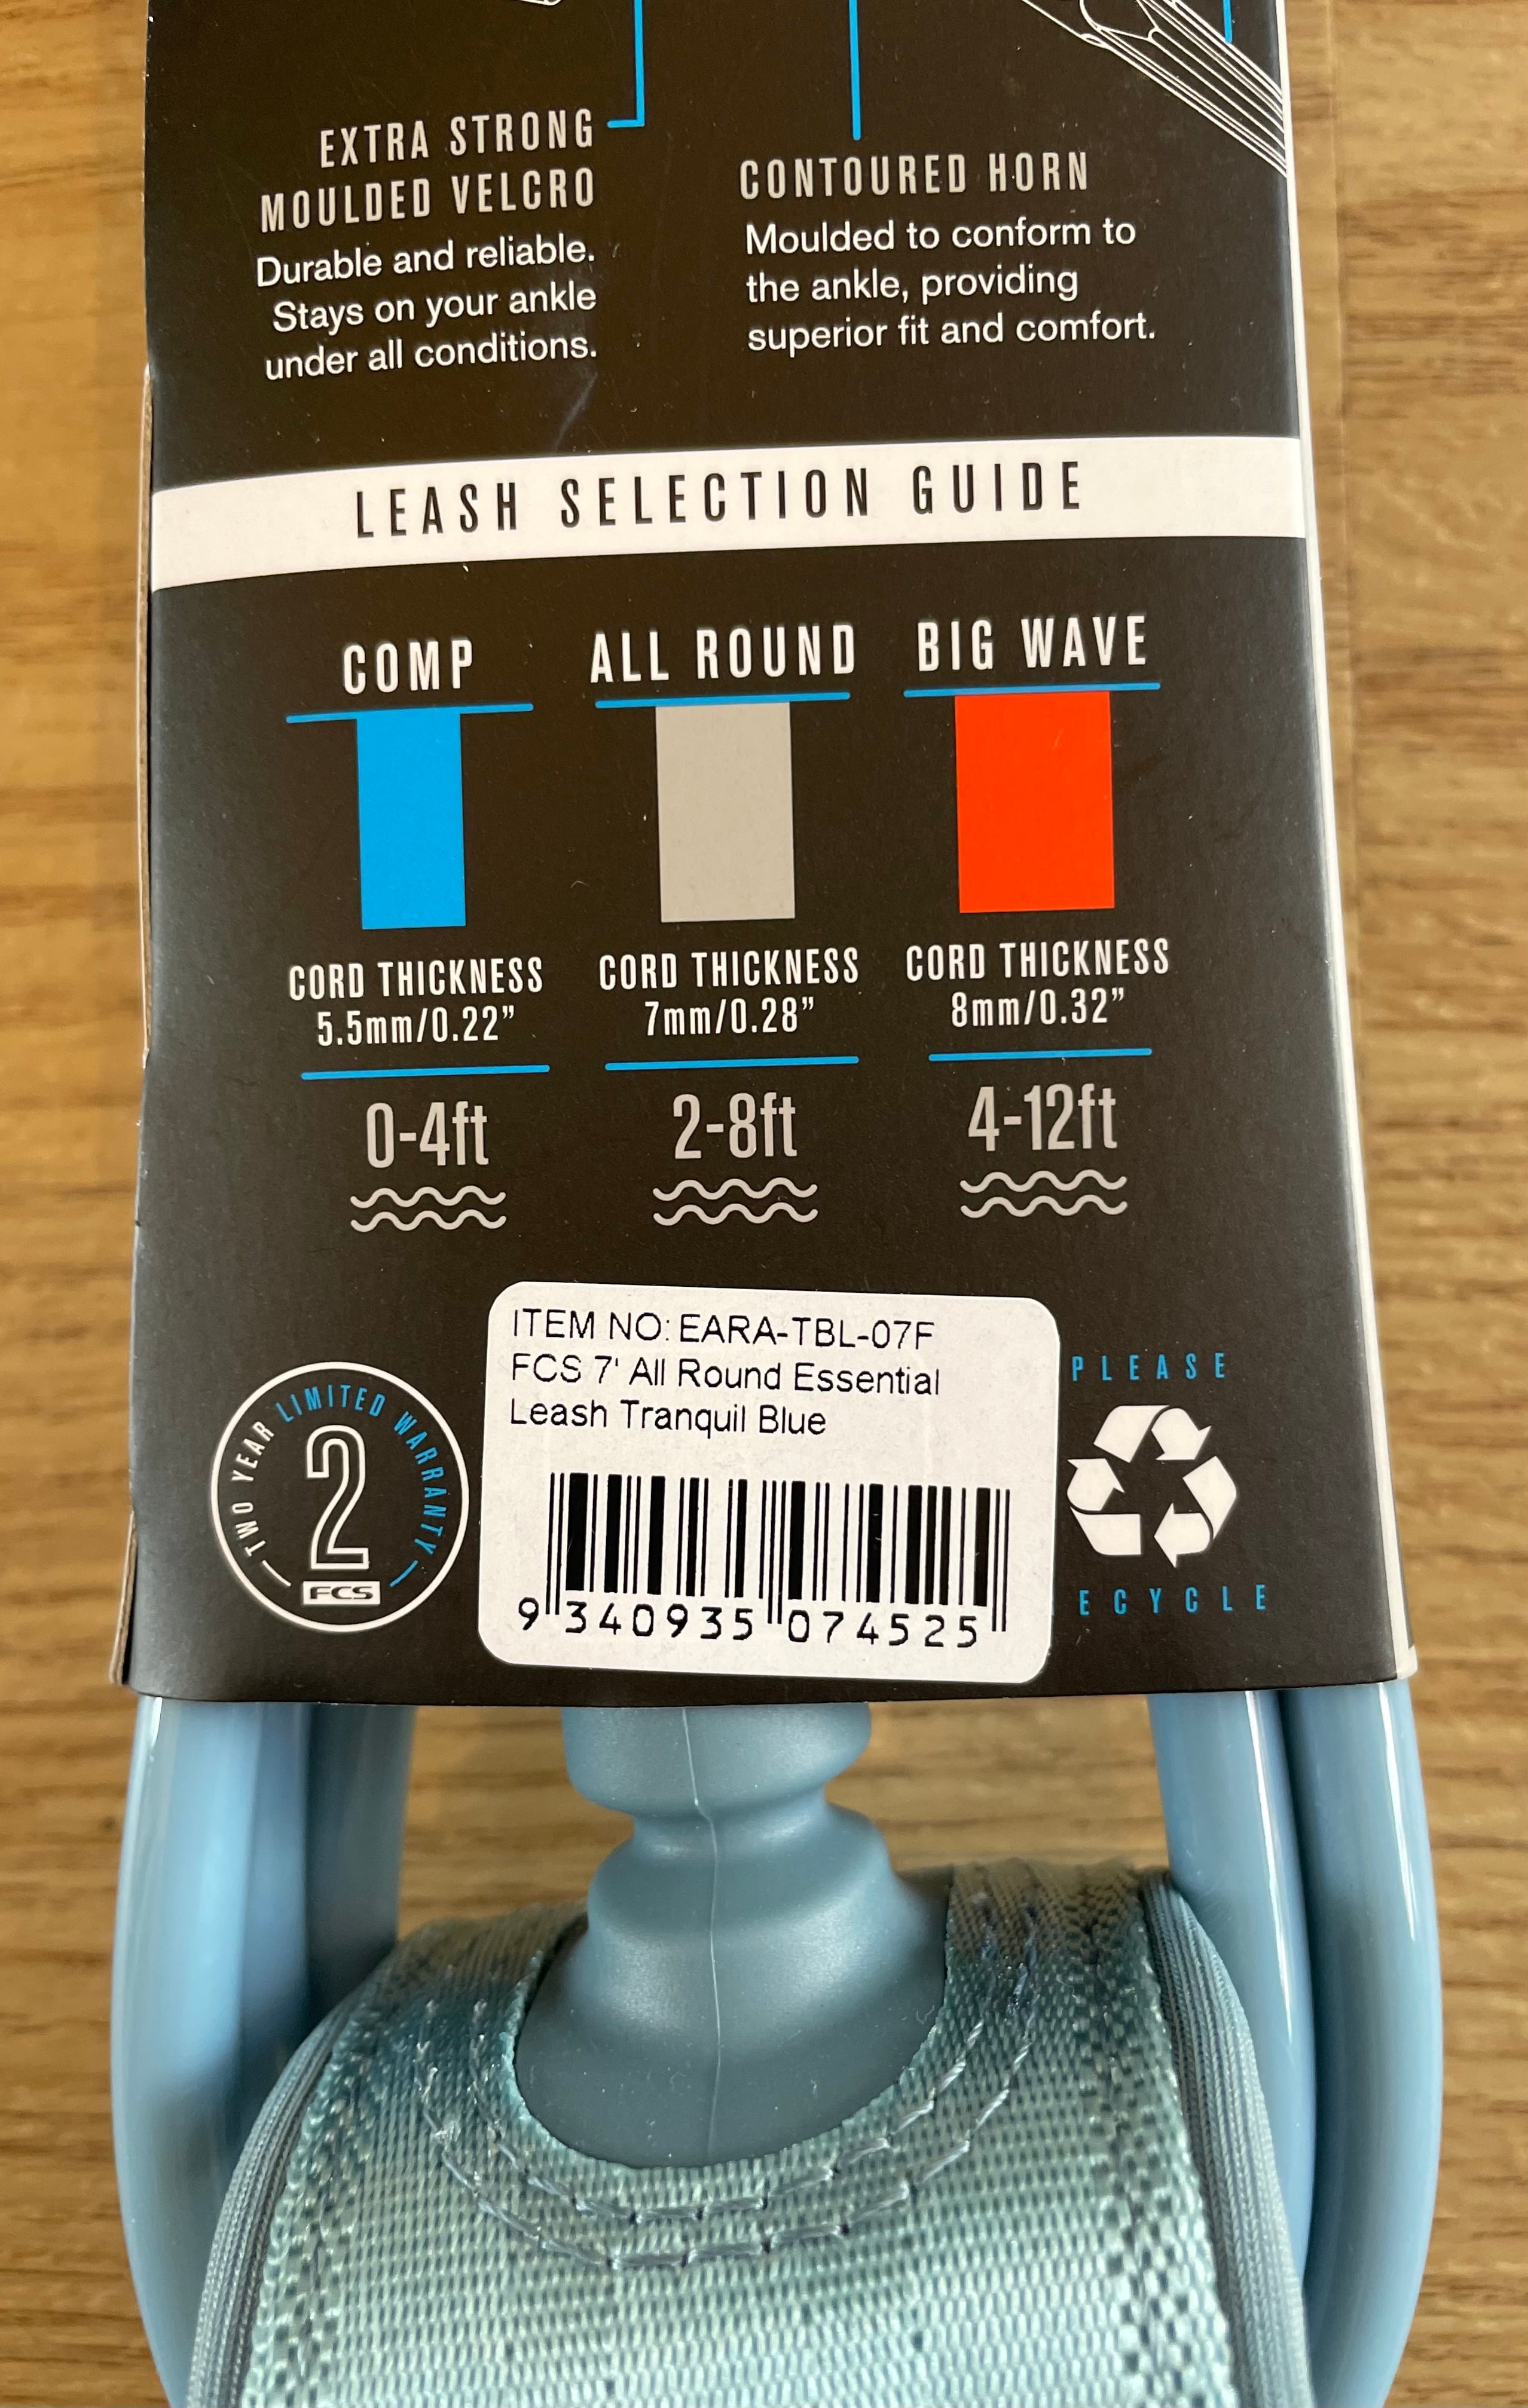 EXTRA STRONG
MOULDED VELCRO
Durable and reliable.
Stays on your ankle
under all conditions.
CONTOURED HORN
Moulded to conform to
the ankle, providing
superior fit and comfort.
LEASH SELECTION GUIDE
COMP
CORD THICKNESS
5.5mm/0.22”
0-4ft
ALL ROUND
CORD THICKNESS
7mm/0.28”
2-8ft
BIG WAVE
CORD THICKNESS
8mm/0.32”
4-12ft
TWO YEAR LIMITED WARRANTY
2
FCS
ITEM NO: EARA-TBL-07F
FCS 7' All Round Essential
Leash Tranquil Blue
9 340935 074525
PLEASE
ECYCLE